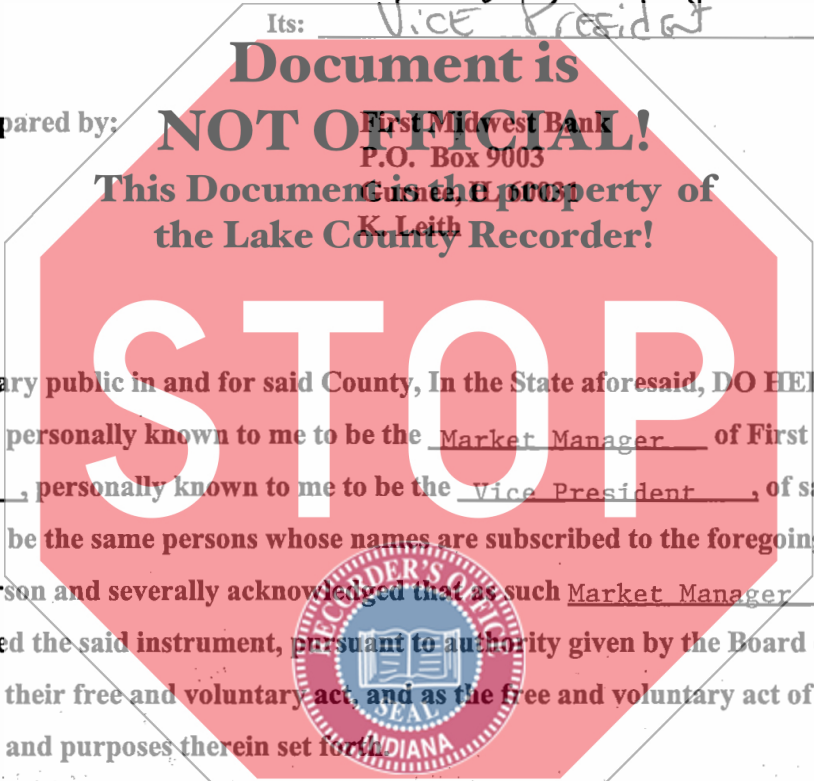 Its: Vice President
Document is
NOT OFFICIAL!
This Document is the property of
the Lake County Recorder!
pared by:
First Midwest Bank
P.O. Box 9003
Gurnee, IL 60031
K. Leith
STOP
ary public in and for said County, In the State aforesaid, DO HE
personally known to me to be the Market Manager of First
, personally known to me to be the Vice President, of sa
be the same persons whose names are subscribed to the foregoing
son and severally acknowledged that as such Market Manager
ed the said instrument, pursuant to authority given by the Board
their free and voluntary act, and as the free and voluntary act of
and purposes therein set forth.
RECORDER'S OFFICE
SEAL
INDIANA